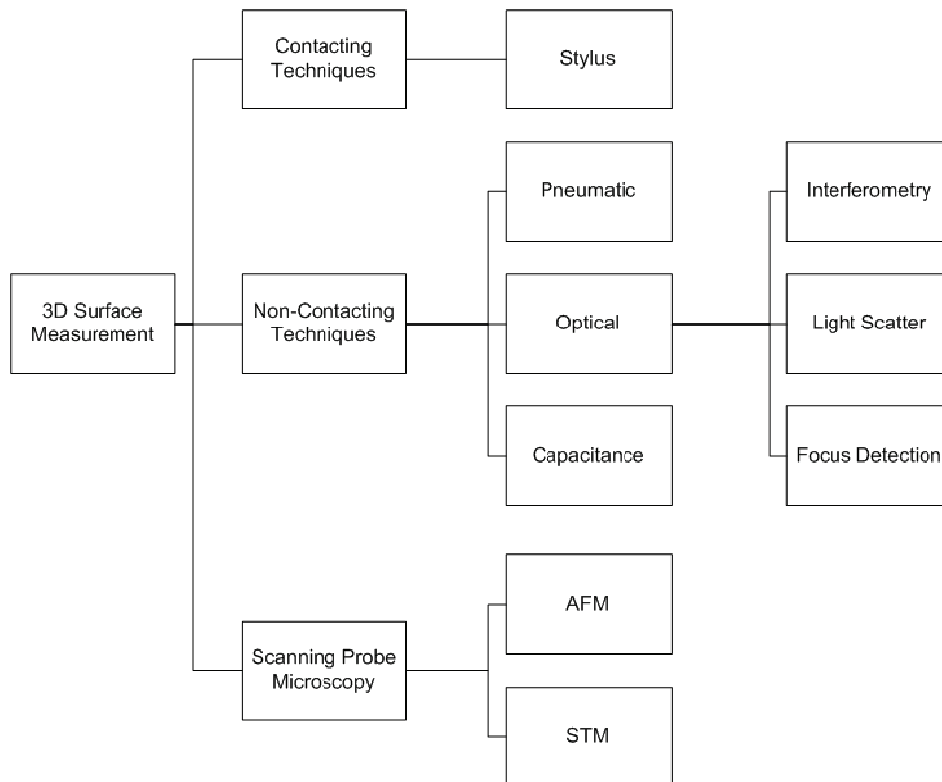 Contacting
Techniques
Stylus
Pneumatic
Interferometry
3D Surface
Measurement
Non-Contacting
Techniques
Optical
Light Scatter
Capacitance
Focus Detection
AFM
Scanning Probe
Microscopy
STM